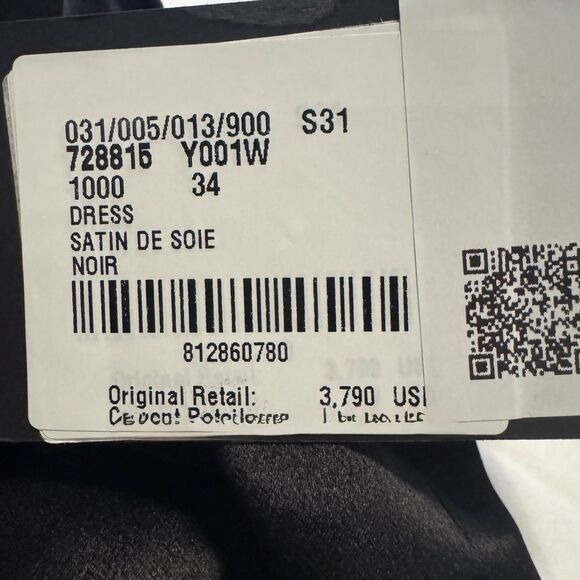 031/005/013/900 S31
728815 Y001W
1000 34
DRESS
SATIN DE SOIE
NOIR
812860780
Original Retail: 3,790 US